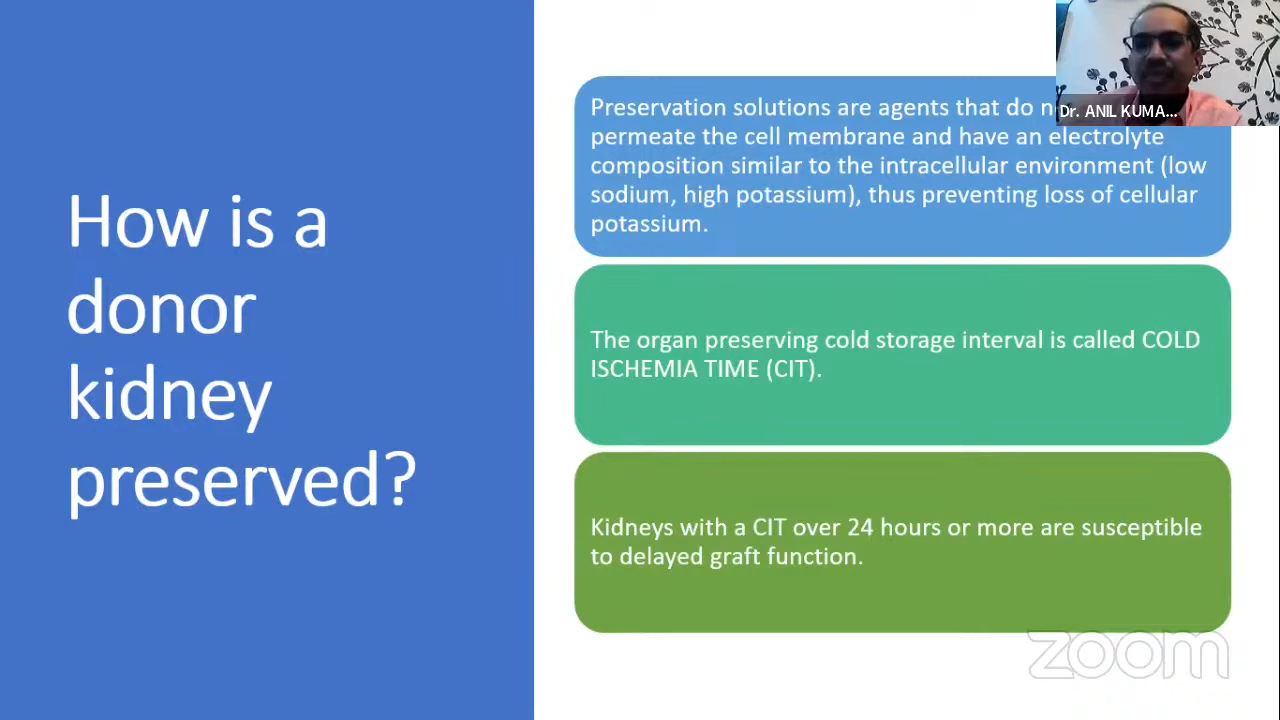 How is a
donor
kidney
preserved?
Preservation solutions are agents that do
permeate the cell membrane and have an electrolyte
composition similar to the intracellular environment (low
sodium, high potassium), thus preventing loss of cellular
potassium.
The organ preserving cold storage interval is called COLD
ISCHEMIA TIME (CIT).
Kidneys with a CIT over 24 hours or more are susceptible
to delayed graft function.
Dr. ANIL KUMA...
zoom